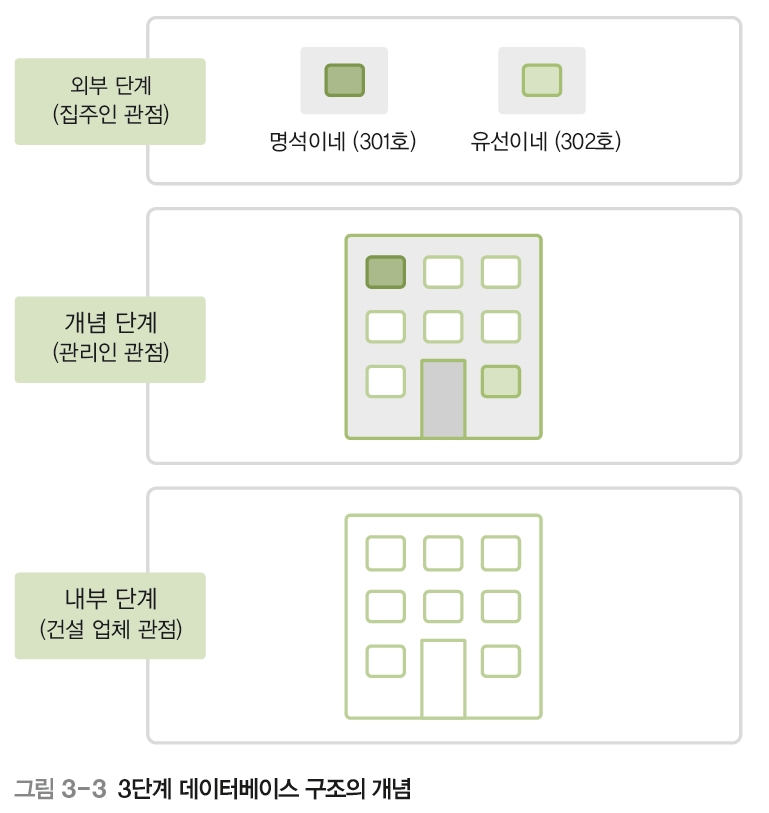 외부 단계
(집주인 관점)
명석이네 (301호)
유선이네 (302호)
개념 단계
(관리인 관점)
내부 단계
(건설 업체 관점)
그림 3-3 3단계 데이터베이스 구조의 개념